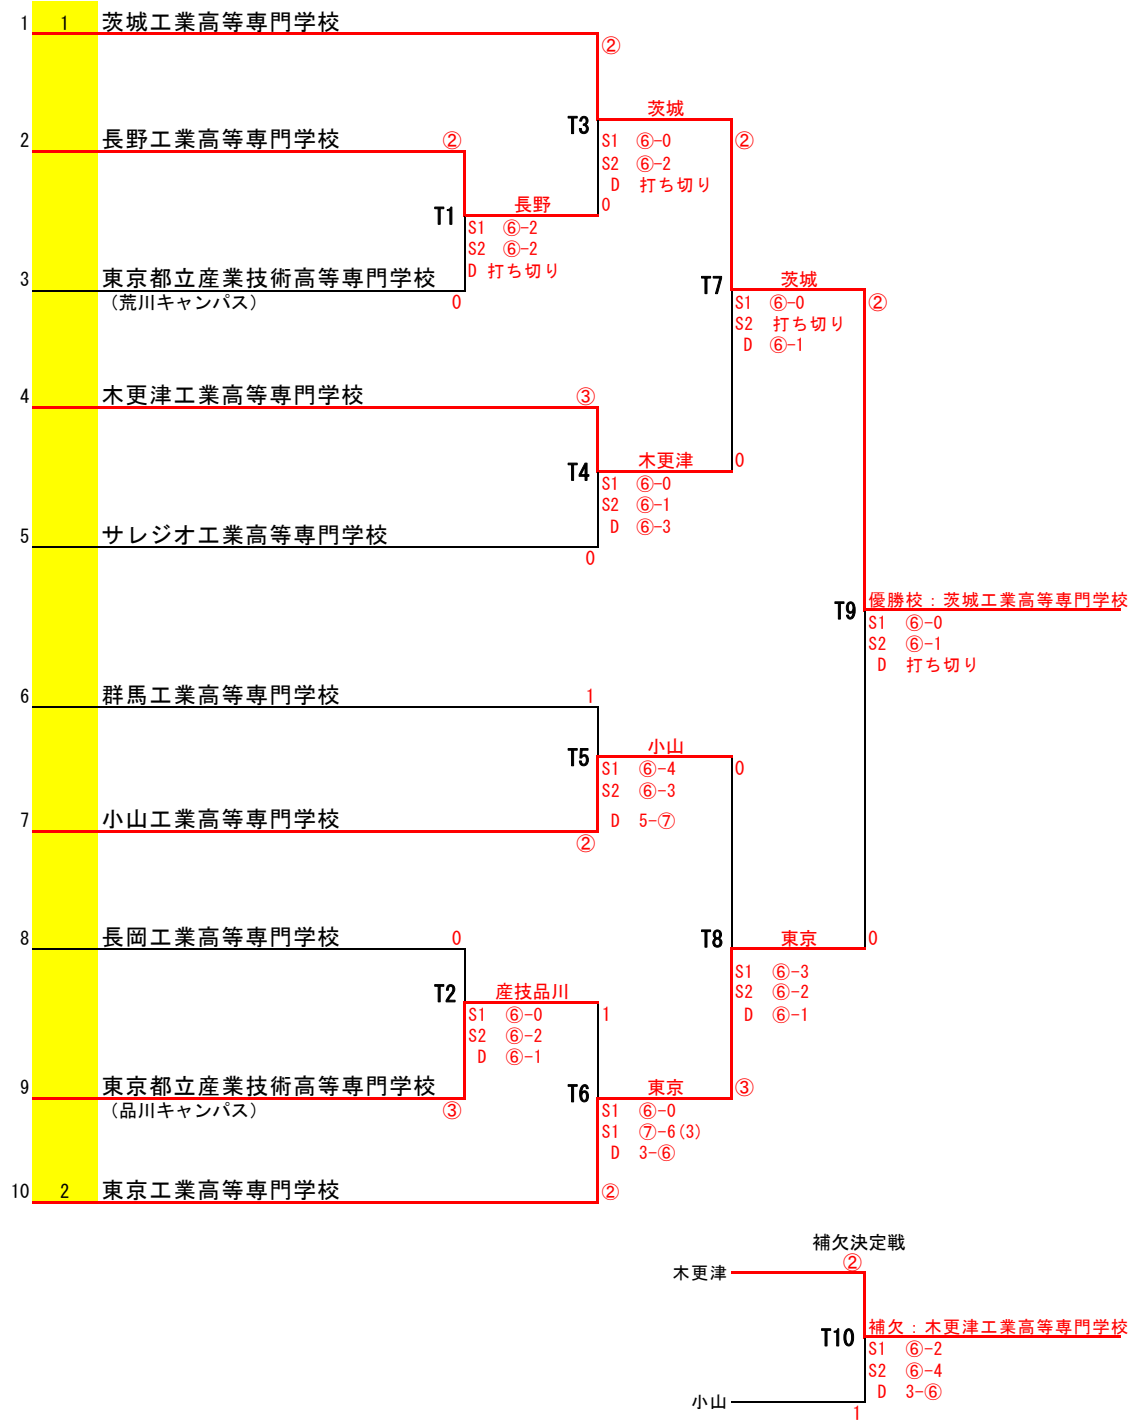 1 1 茨城工業高等専門学校
②
茨城
T3
2 長野工業高等専門学校 ②
S1 ⑥-0
②
S2 ⑥-2
D 打ち切り
長野
0
T1
S1 ⑥-2
S2 ⑥-2
D 打ち切り
3 東京都立産業技術高等専門学校
(荒川キャンパス)
0
T7
茨城
S1 ⑥-0
②
S2 打ち切り
D ⑥-1
4 木更津工業高等専門学校 ③
木更津
0
T4
S1 ⑥-0
S2 ⑥-1
D ⑥-3
5 サレジオ工業高等専門学校
0
T9
優勝校：茨城工業高等専門学校
S1 ⑥-0
S2 ⑥-1
D 打ち切り
6 群馬工業高等専門学校 1
小山
T5
S1 ⑥-4
0
S2 ⑥-3
D 5-⑦
7 小山工業高等専門学校
②
8 長岡工業高等専門学校 0
T8
東京
0
S1 ⑥-3
S2 ⑥-2
D ⑥-1
T2
産技品川
S1 ⑥-0
1
S2 ⑥-2
D ⑥-1
9 東京都立産業技術高等専門学校
(品川キャンパス)
③
T6
東京
③
S1 ⑥-0
S1 ⑦-6(3)
D 3-⑥
10 2 東京工業高等専門学校
②
補欠決定戦
②
木更津
T10
補欠：木更津工業高等専門学校
S1 ⑥-2
S2 ⑥-4
D 3-⑥
小山
1